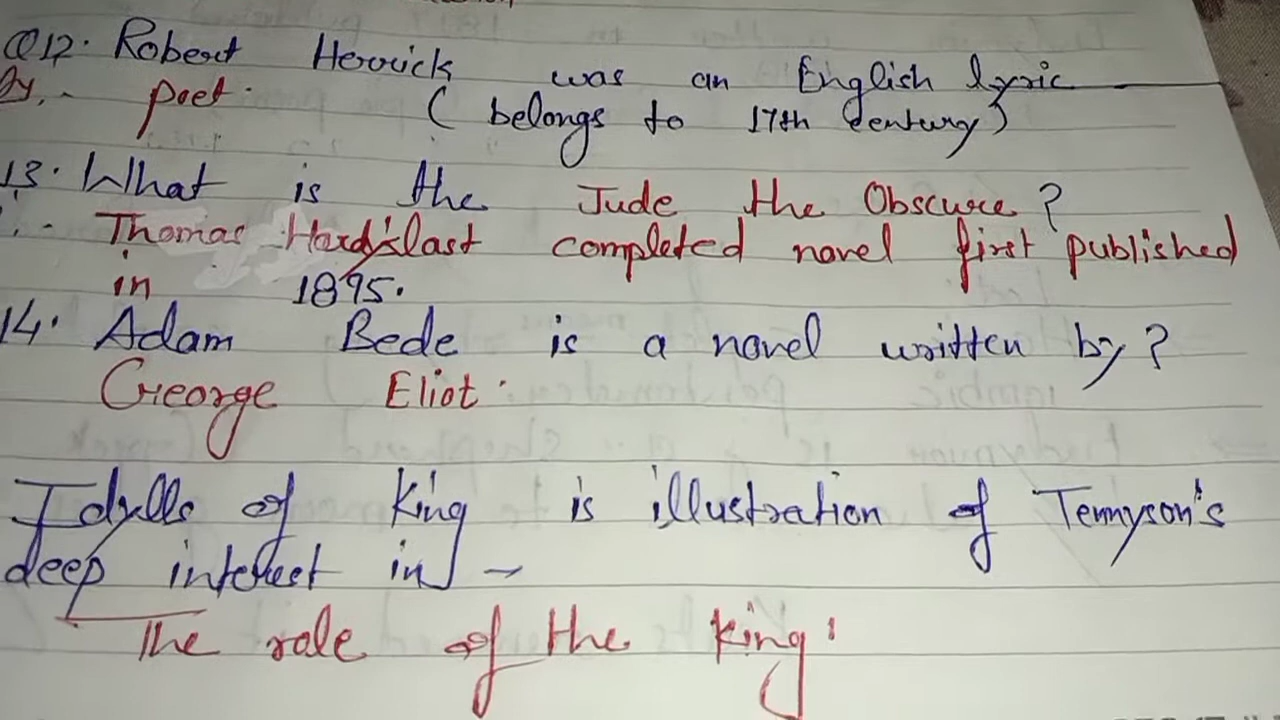 Q12. Robert Herrick was an English lyric ——
poet. ( belongs to 17th Century)
13. What is the Jude the Obscure ?
Thomas Hardy's last completed novel first published
in 1895.
14. Adam Bede is a novel written by ?
George Eliot.
Idylls of King is illustration of Tennyson's
deep interest in –
The role of the king.